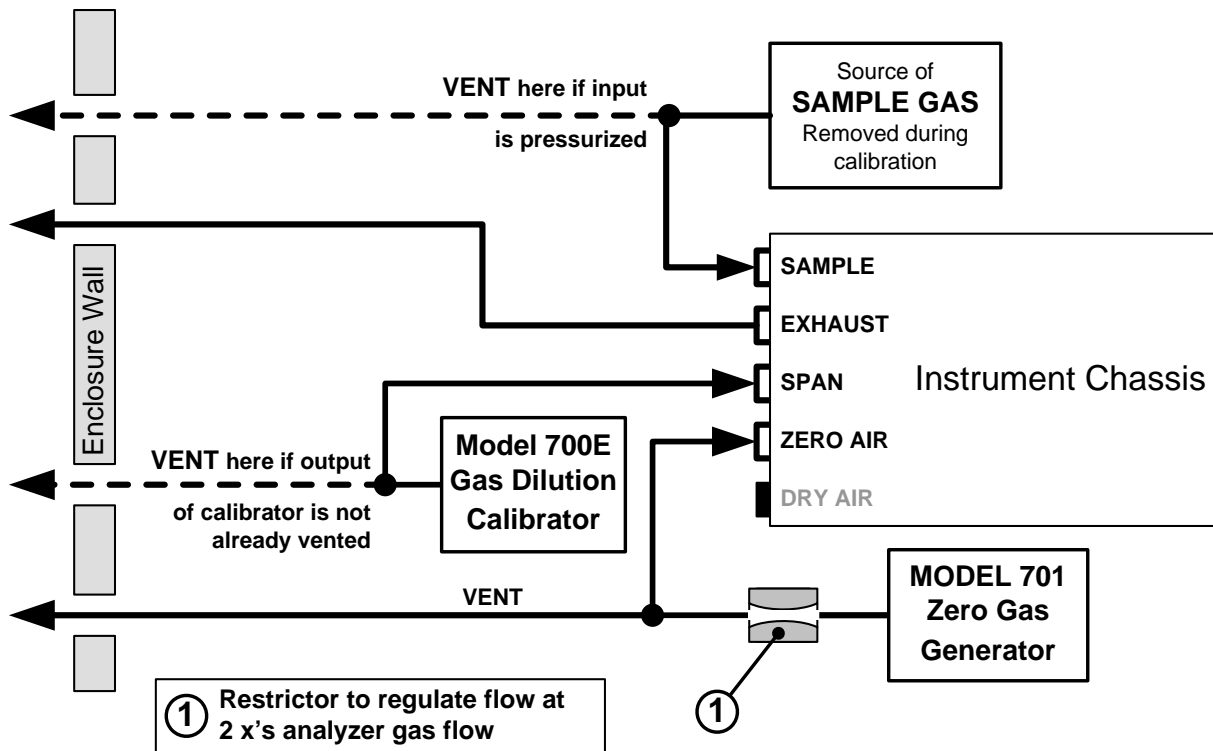 VENT here if input
is pressurized
Source of
SAMPLE GAS
Removed during
calibration
SAMPLE
EXHAUST
SPAN
ZERO AIR
DRY AIR
Instrument Chassis
Enclosure Wall
VENT here if output
of calibrator is not
already vented
Model 700E
Gas Dilution
Calibrator
VENT
MODEL 701
Zero Gas
Generator
1
1 Restrictor to regulate flow at
2 x's analyzer gas flow